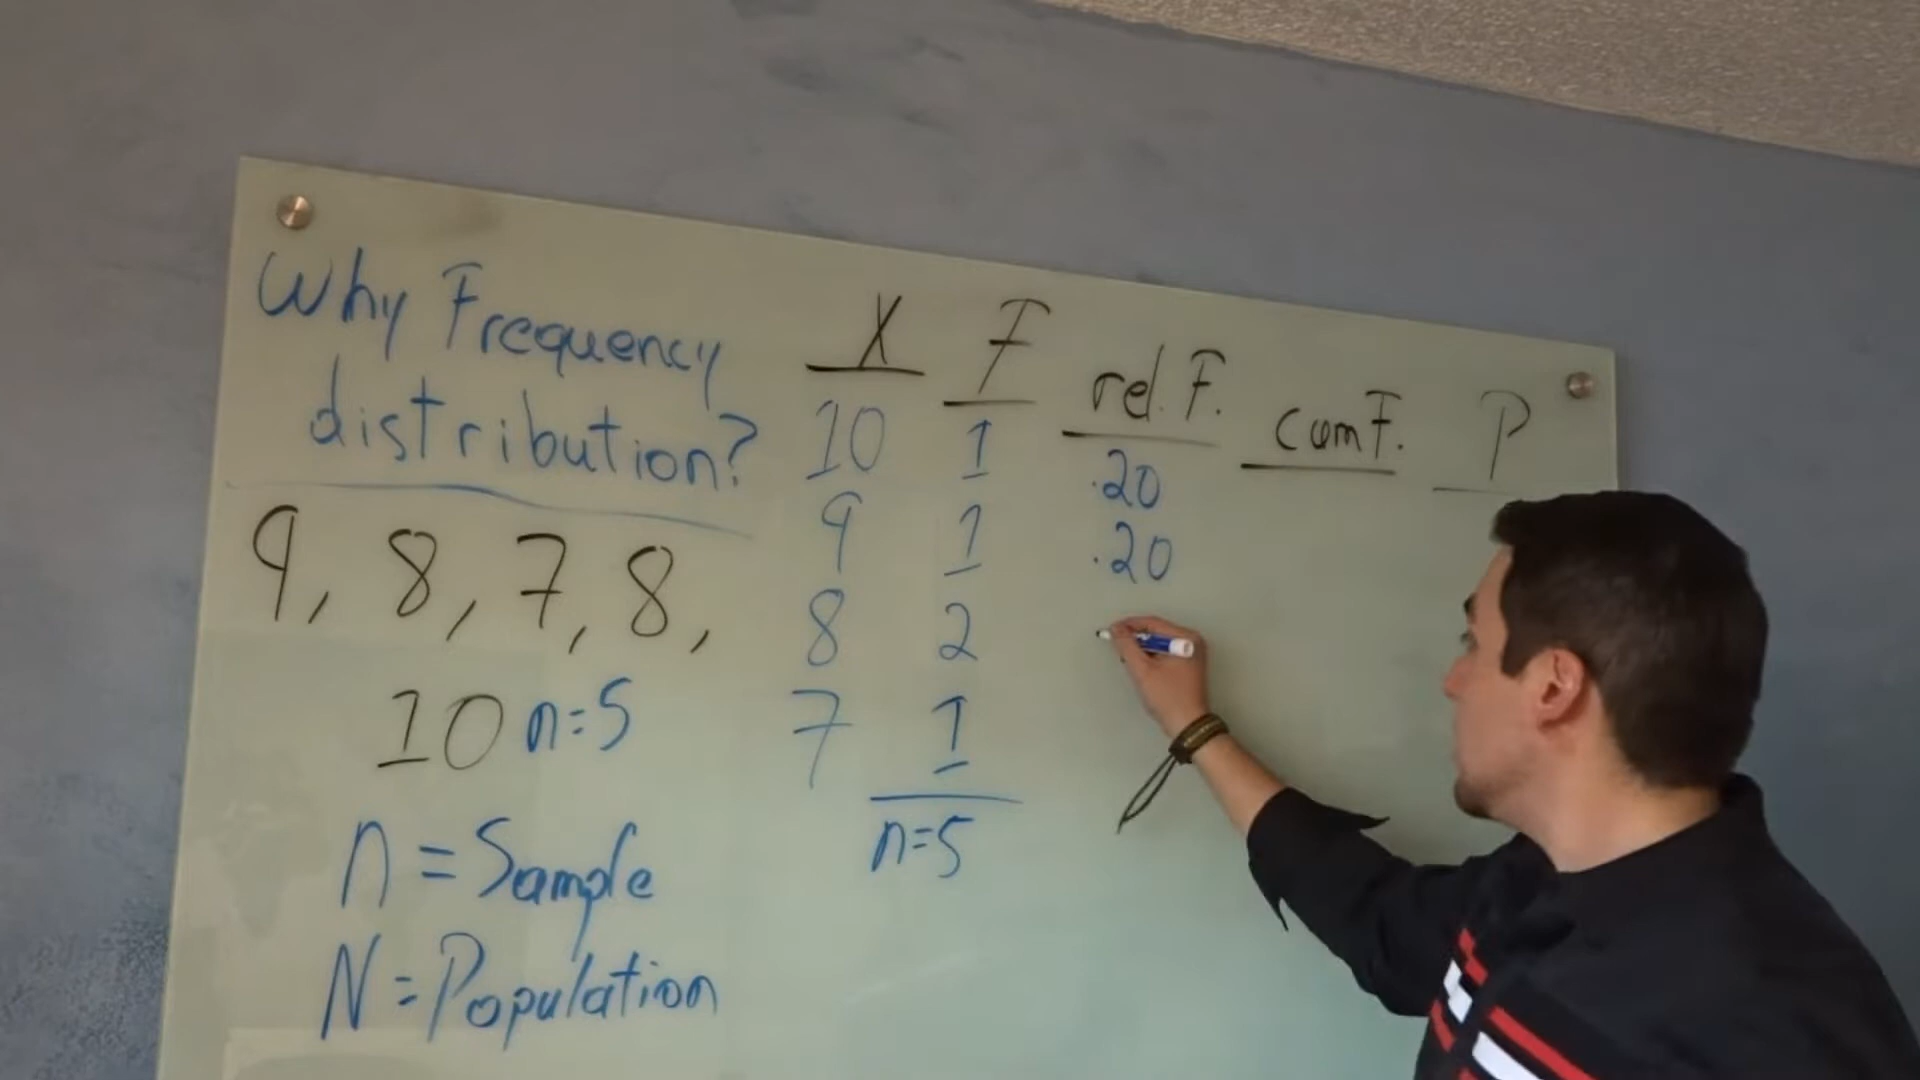 Why Frequency
distribution?
9, 8, 7, 8,
10 n=5
n = Sample
N = Population
X F rel. F. cum F. P
10 1 .20
9 1 .20
8 2
7 1
n=5